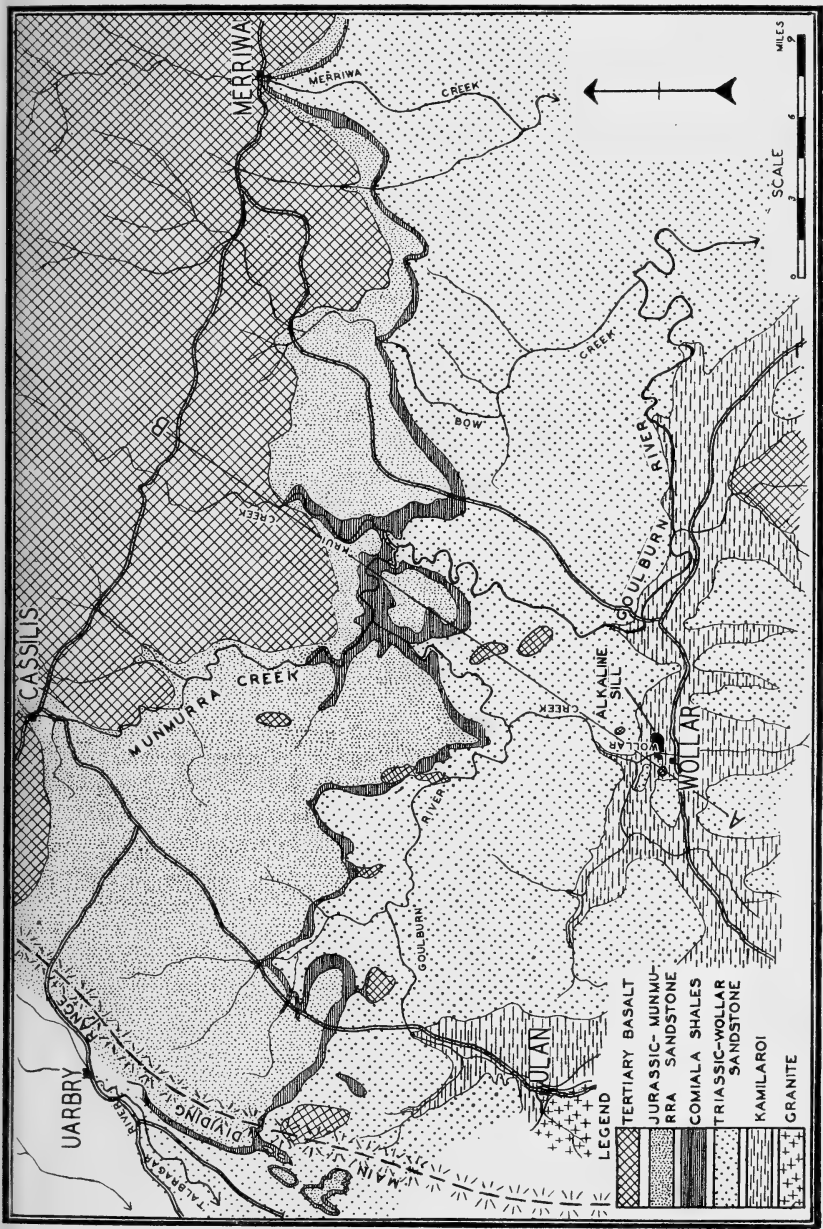 MERRIWA
MERRIWA
CREEK
MILES
9
6
3
0
SCALE
CASSILIS
B
KRUI
CREEK
BOW
CREEK
MUNMURRA CREEK
GOULBURN RIVER
ALKALINE
SILL
WOLLAR
CREEK
WOLLAR
A
GOULBURN
RIVER
UARBRY
TALBRAGAR
RIVER
MAIN
DIVIDING
RANGE
ULAN
LEGEND
TERTIARY BASALT
JURASSIC-MUNMU-
RRA SANDSTONE
COMIALA SHALES
TRIASSIC-WOLLAR
SANDSTONE
KAMILAROI
GRANITE